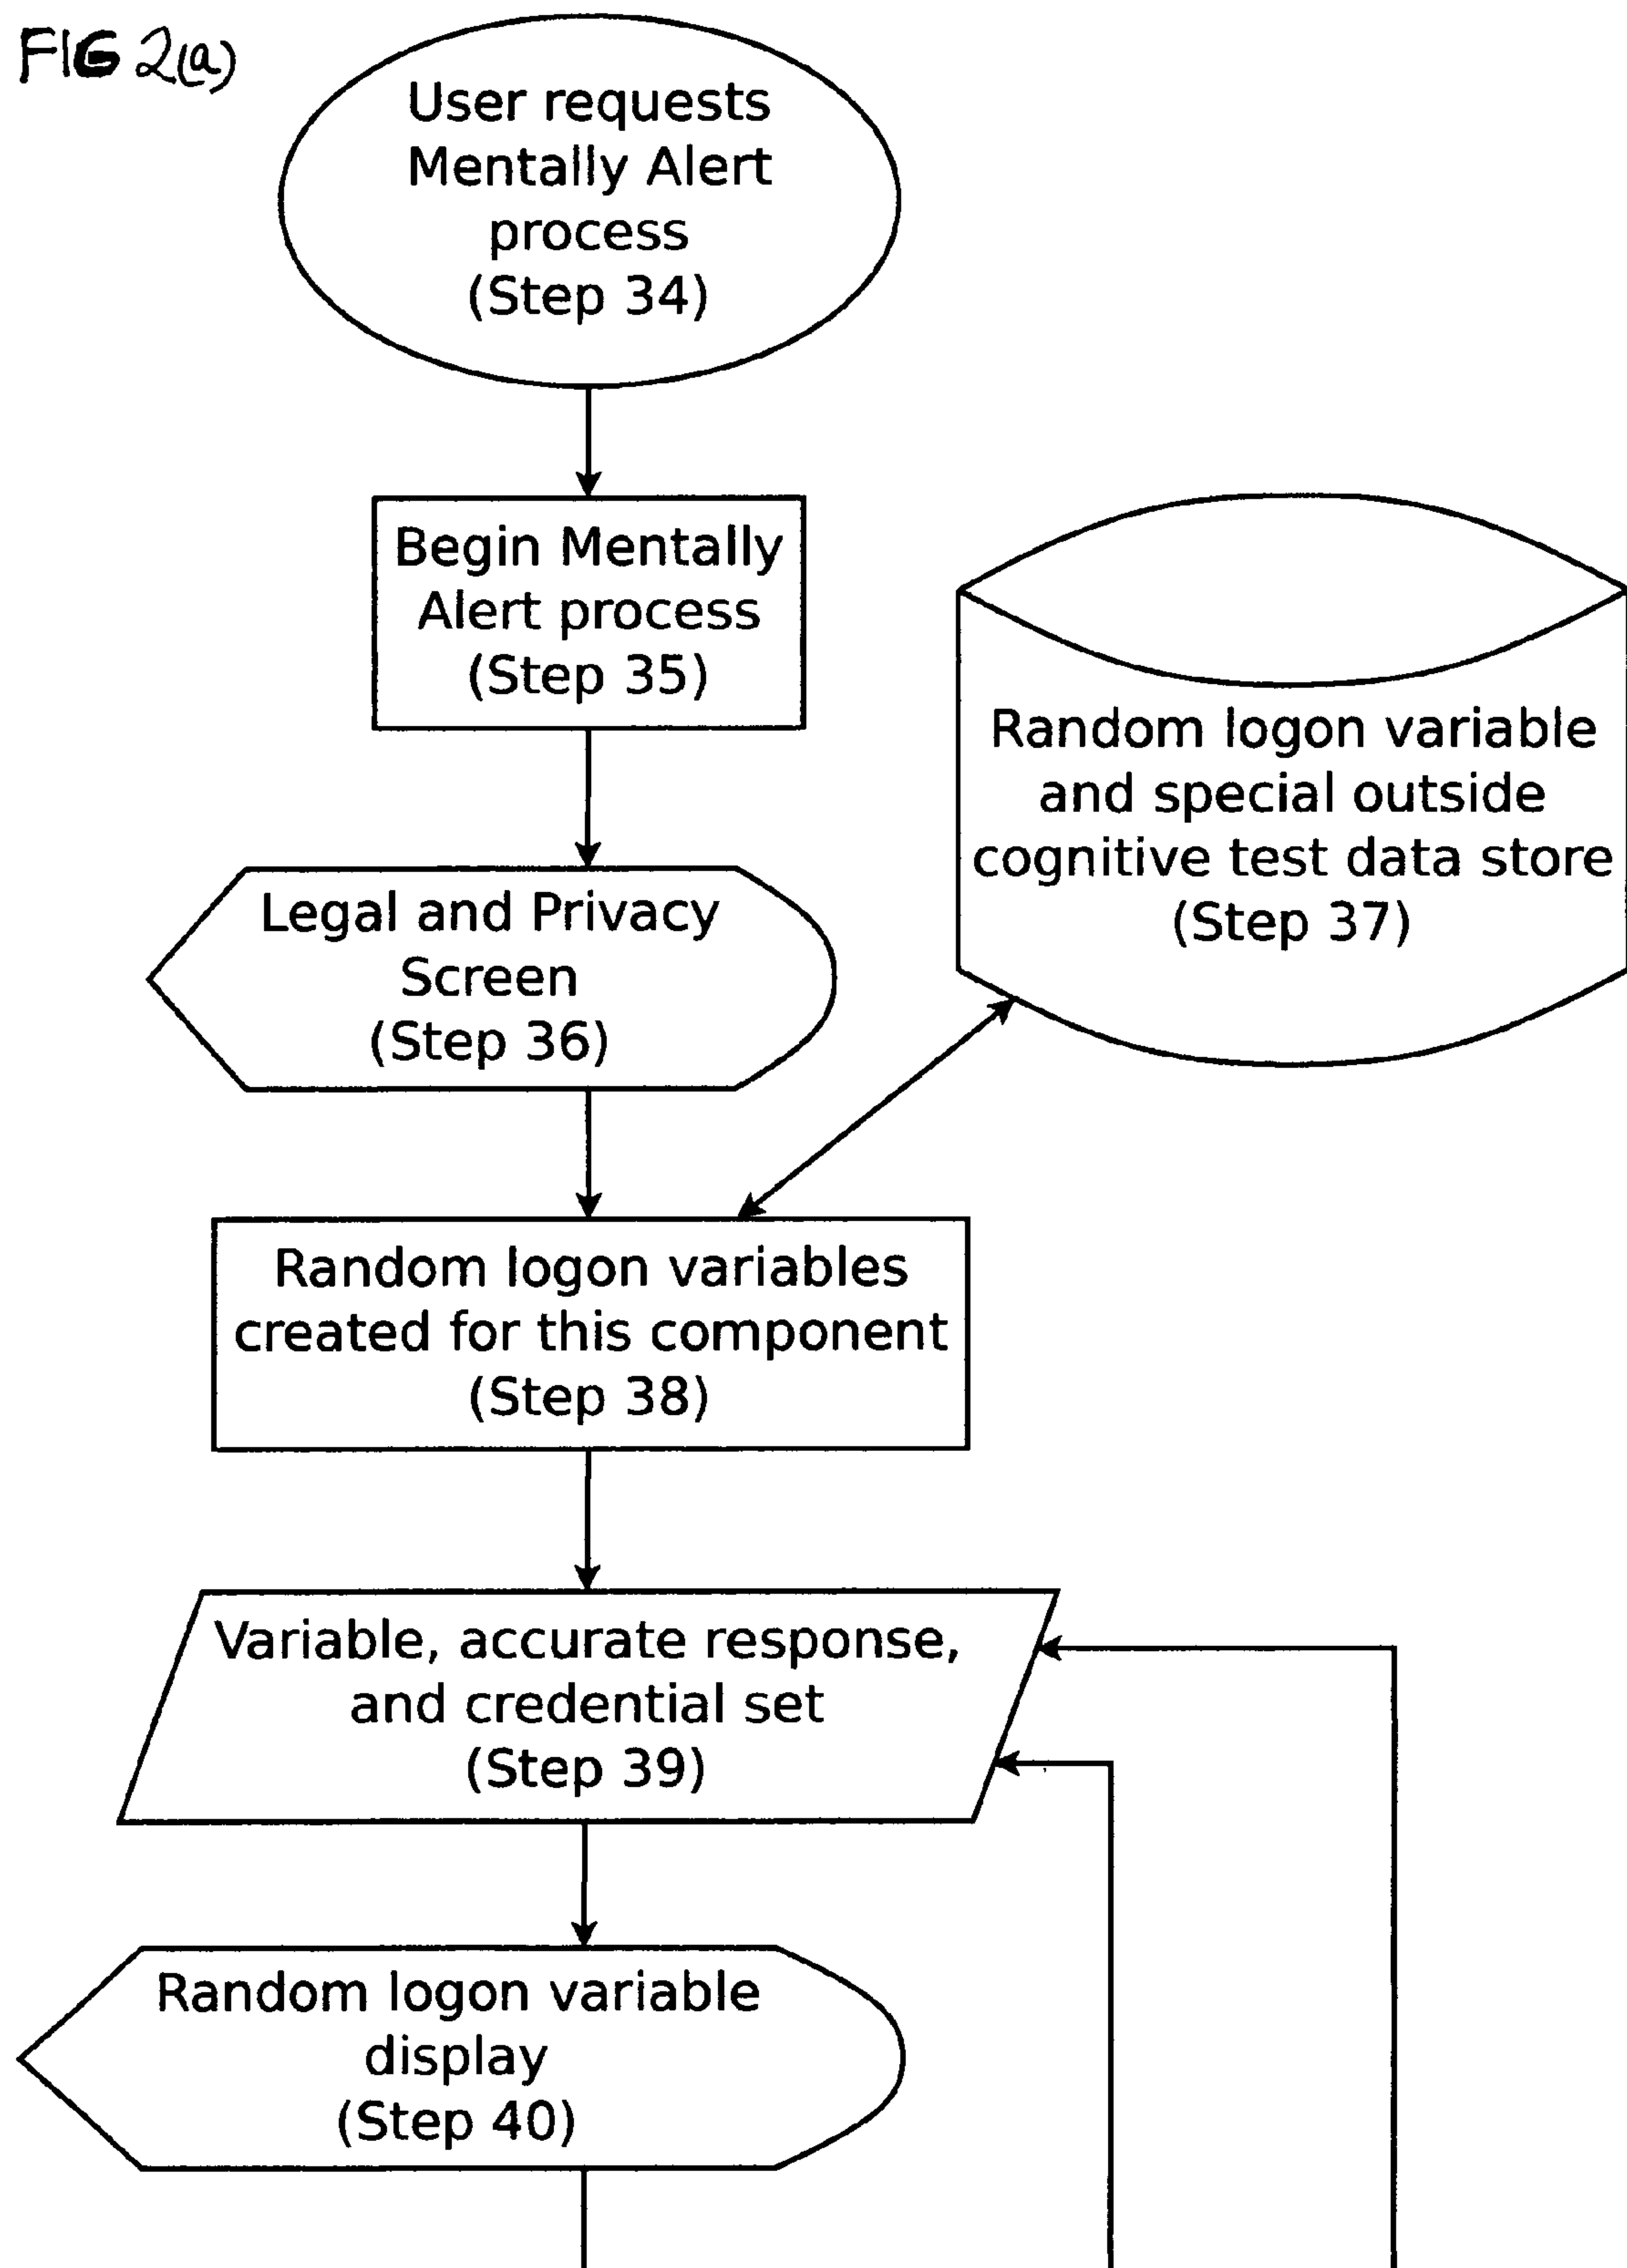 FIG 2(a)
User requests
Mentally Alert
process
(Step 34)
Begin Mentally
Alert process
(Step 35)
Random logon variable
and special outside
cognitive test data store
(Step 37)
Legal and Privacy
Screen
(Step 36)
Random logon variables
created for this component
(Step 38)
Variable, accurate response,
and credential set
(Step 39)
Random logon variable
display
(Step 40)